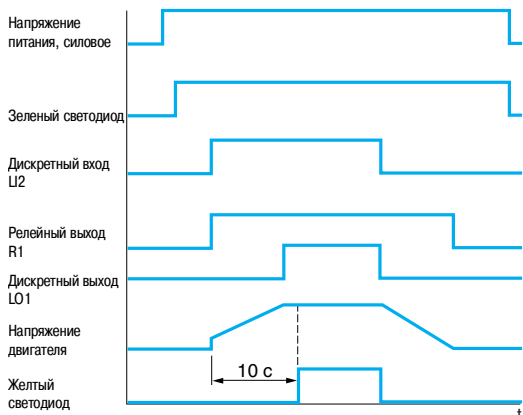 Напряжение
питания, силовое
Зеленый светодиод
Дискретный вход
LI2
Релейный выход
R1
Дискретный выход
LO1
Напряжение
двигателя
10 с
Желтый
светодиод
t